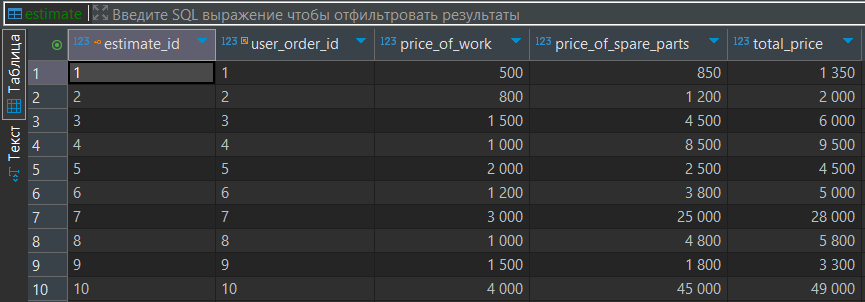 estimate Введите SQL выражение чтобы отфильтровать результаты
Таблица
Текст
123 estimate_id 123 user_order_id 123 price_of_work 123 price_of_spare_parts 123 total_price
1 1 1 500 850 1 350
2 2 2 800 1 200 2 000
3 3 3 1 500 4 500 6 000
4 4 4 1 000 8 500 9 500
5 5 5 2 000 2 500 4 500
6 6 6 1 200 3 800 5 000
7 7 7 3 000 25 000 28 000
8 8 8 1 000 4 800 5 800
9 9 9 1 500 1 800 3 300
10 10 10 4 000 45 000 49 000